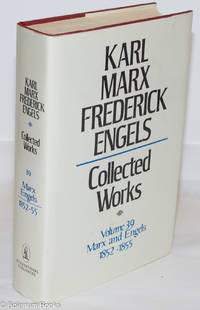 KARL
MARX
FREDERICK
ENGELS
Collected
Works
Volume 39
Marx and Engels
1852-1855
KARL
MARX
FREDERICK
ENGELS
Collected
Works
39
Marx
Engels
1852-55
© Bolerium Books